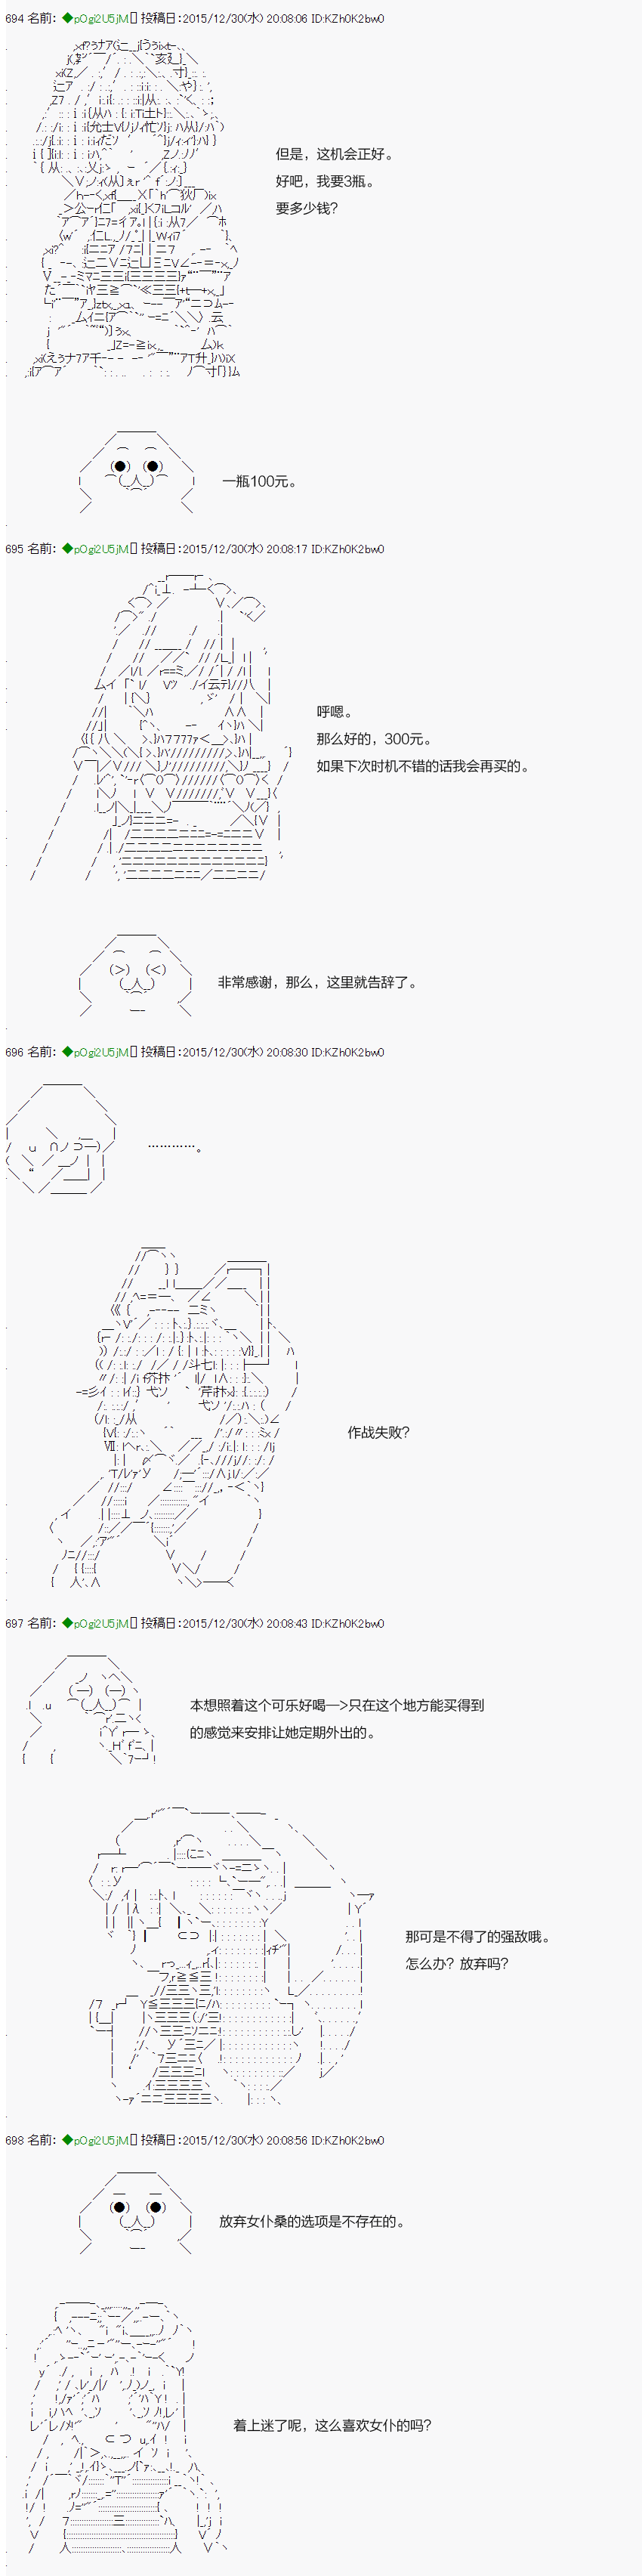 694 名前：◆pOgi2U5jM[] 投稿日：2015/12/30(水) 20:08:06 ID:KZh0K2bw0
但是，这机会正好。
好吧，我要3瓶。
要多少钱？
一瓶100元。
695 名前：◆pOgi2U5jM[] 投稿日：2015/12/30(水) 20:08:17 ID:KZh0K2bw0
呼嗯。
那么好的，300元。
如果下次时机不错的话我会再买的。
非常感谢，那么，这里就告辞了。
696 名前：◆pOgi2U5jM[] 投稿日：2015/12/30(水) 20:08:30 ID:KZh0K2bw0
…………。
作战失败？
697 名前：◆pOgi2U5jM[] 投稿日：2015/12/30(水) 20:08:43 ID:KZh0K2bw0
本想照着这个可乐好喝—>只在这个地方能买得到
的感觉来安排让她定期外出的。
那可是不得了的强敌哦。
怎么办？放弃吗？
698 名前：◆pOgi2U5jM[] 投稿日：2015/12/30(水) 20:08:56 ID:KZh0K2bw0
放弃女仆桑的选项是不存在的。
着上迷了呢，这么喜欢女仆的吗？